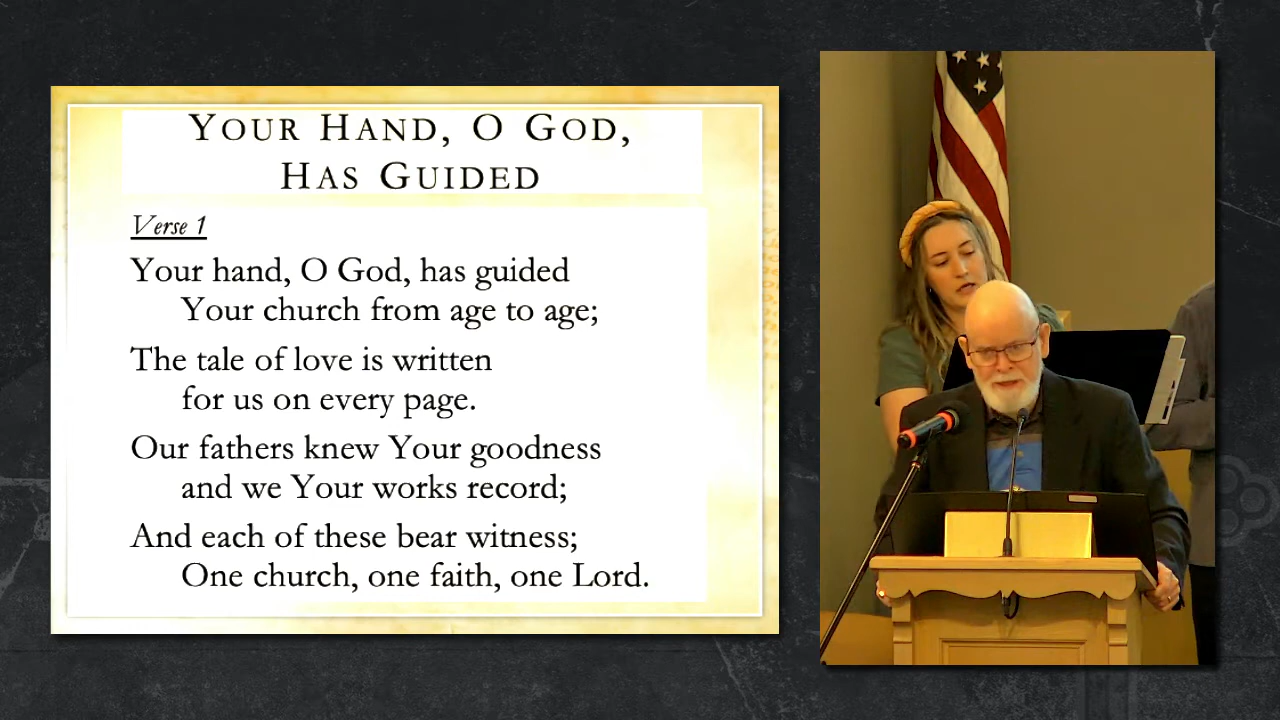 YOUR HAND, O GOD,
HAS GUIDED
Verse 1
Your hand, O God, has guided
Your church from age to age;
The tale of love is written
for us on every page.
Our fathers knew Your goodness
and we Your works record;
And each of these bear witness;
One church, one faith, one Lord.